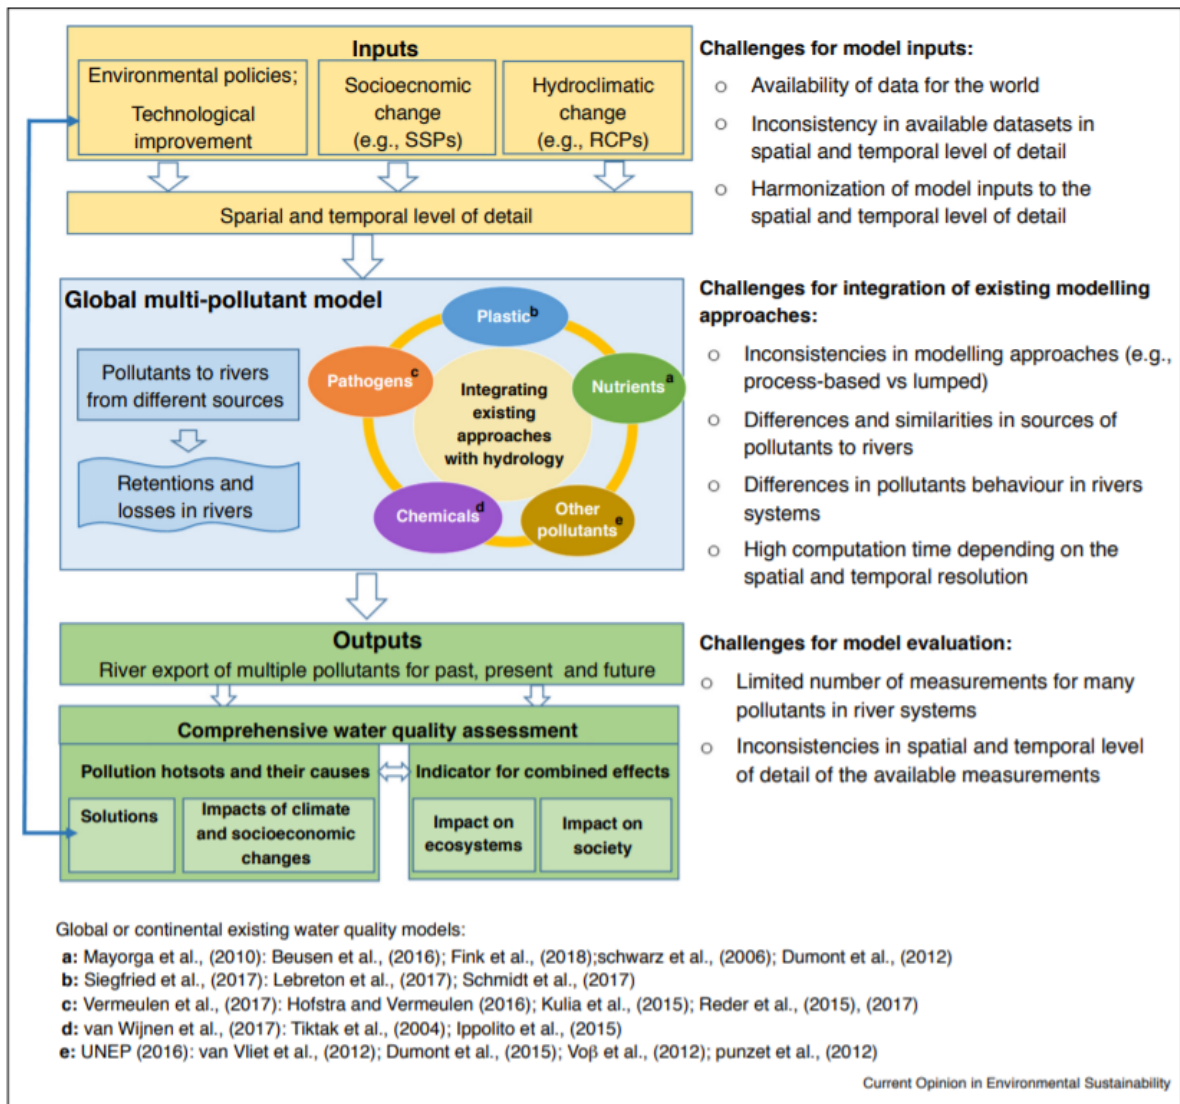 Inputs
Environmental policies;
Technological
improvement
Socioecnomic
change
(e.g., SSPs)
Hydroclimatic
change
(e.g., RCPs)
Sparial and temporal level of detail
Challenges for model inputs:
○ Availability of data for the world
○ Inconsistency in available datasets in
spatial and temporal level of detail
○ Harmonization of model inputs to the
spatial and temporal level of detail
Global multi-pollutant model
Pollutants to rivers
from different sources
Retentions and
losses in rivers
Plastic b
Pathogens c
Nutrients a
Integrating
existing
approaches
with hydrology
Chemicals d
Other
pollutants e
Challenges for integration of existing modelling
approaches:
○ Inconsistencies in modelling approaches (e.g.,
process-based vs lumped)
○ Differences and similarities in sources of
pollutants to rivers
○ Differences in pollutants behaviour in rivers
systems
○ High computation time depending on the
spatial and temporal resolution
Outputs
River export of multiple pollutants for past, present and future
Comprehensive water quality assessment
Pollution hotsots and their causes
Solutions
Impacts of climate
and socioeconomic
changes
Indicator for combined effects
Impact on
ecosystems
Impact on
society
Challenges for model evaluation:
○ Limited number of measurements for many
pollutants in river systems
○ Inconsistencies in spatial and temporal level
of detail of the available measurements
Global or continental existing water quality models:
a: Mayorga et al., (2010): Beusen et al., (2016); Fink et al., (2018);schwarz et al., (2006); Dumont et al., (2012)
b: Siegfried et al., (2017): Lebreton et al., (2017); Schmidt et al., (2017)
c: Vermeulen et al., (2017): Hofstra and Vermeulen (2016); Kulia et al., (2015); Reder et al., (2015), (2017)
d: van Wijnen et al., (2017): Tiktak et al., (2004); Ippolito et al., (2015)
e: UNEP (2016): van Vliet et al., (2012); Dumont et al., (2015); Voβ et al., (2012); punzet et al., (2012)
Current Opinion in Environmental Sustainability